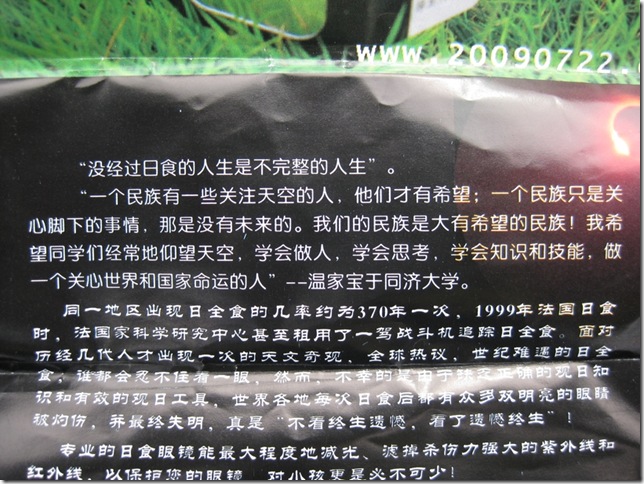 www.20090722.
“没经过日食的人生是不完整的人生”。
“一个民族有一些关注天空的人，他们才有希望；一个民族只是关
心脚下的事情，那是没有未来的。我们的民族是大有希望的民族！我希
望同学们经常地仰望天空，学会做人，学会思考，学会知识和技能，做
一个关心世界和国家命运的人”--温家宝于同济大学。
同一地区出现日全食的几率约为370年一次，1999年法国日食
时，法国家科学研究中心甚至租用了一驾战斗机追踪日全食。面对
历经几代人才出现一次的天文奇观，全球热议，世纪难遇的日全
食，谁都会忍不住看一眼，然而，不幸的是由于缺乏正确的观日知
识和有效的观日工具，世界各地每次日食后都有众多双明亮的眼睛
被灼伤，并最终失明，真是“不看终生遗憾，看了遗憾终生”！
专业的日食眼镜能最大程度地减光、滤掉杀伤力强大的紫外线和
红外线，以保护您的眼镜，对小孩更是必不可少！